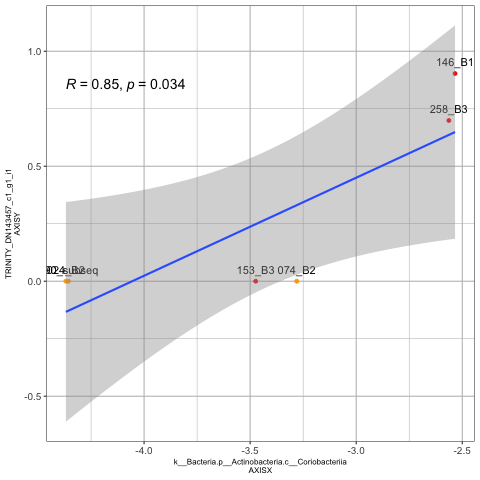 1.0
0.5
0.0
-0.5
R = 0.85, p = 0.034
146_B1
258_B3
153_B3
074_B2
-4.0
-3.5
-3.0
-2.5
k__Bacteria.p__Actinobacteria.c__Coriobacteriia
AXISX
TRINITY_DN143457_c1_g1_i1
AXISY